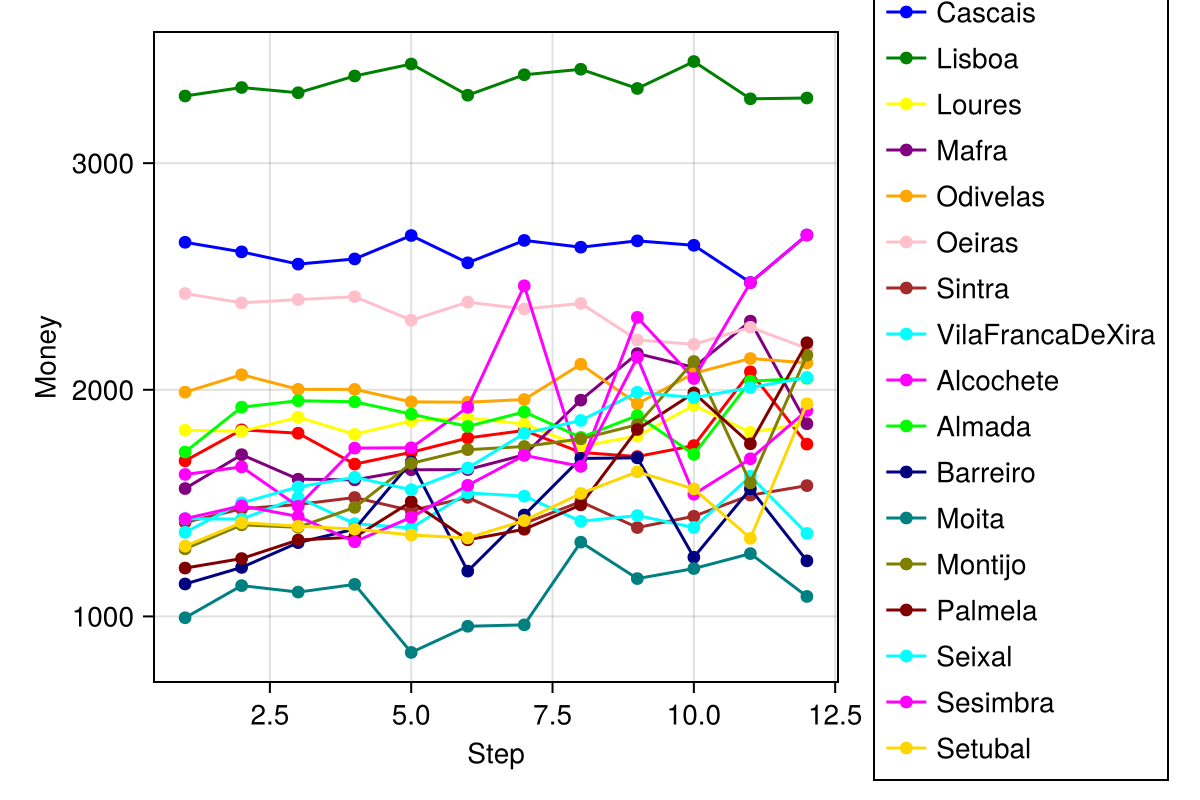 Cascais
Lisboa
Loures
Mafra
Odivelas
Oeiras
Sintra
VilaFrancaDeXira
Alcochete
Almada
Barreiro
Moita
Montijo
Palmela
Seixal
Sesimbra
Setubal
3000
2000
1000
Money
2.5 5.0 7.5 10.0 12.5
Step